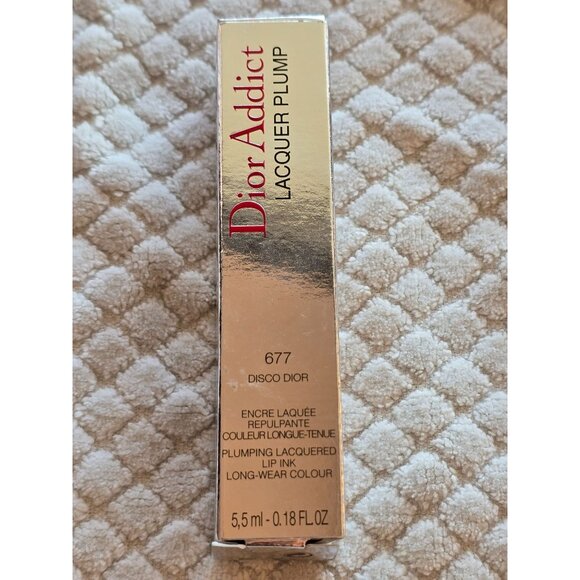 Dior Addict
LACQUER PLUMP
677
DISCO DIOR
ENCRE LAQUÉE
REPULPANTE
COULEUR LONGUE-TENUE
PLUMPING LACQUERED
LIP INK
LONG-WEAR COLOUR
5,5 ml - 0.18 FL.OZ